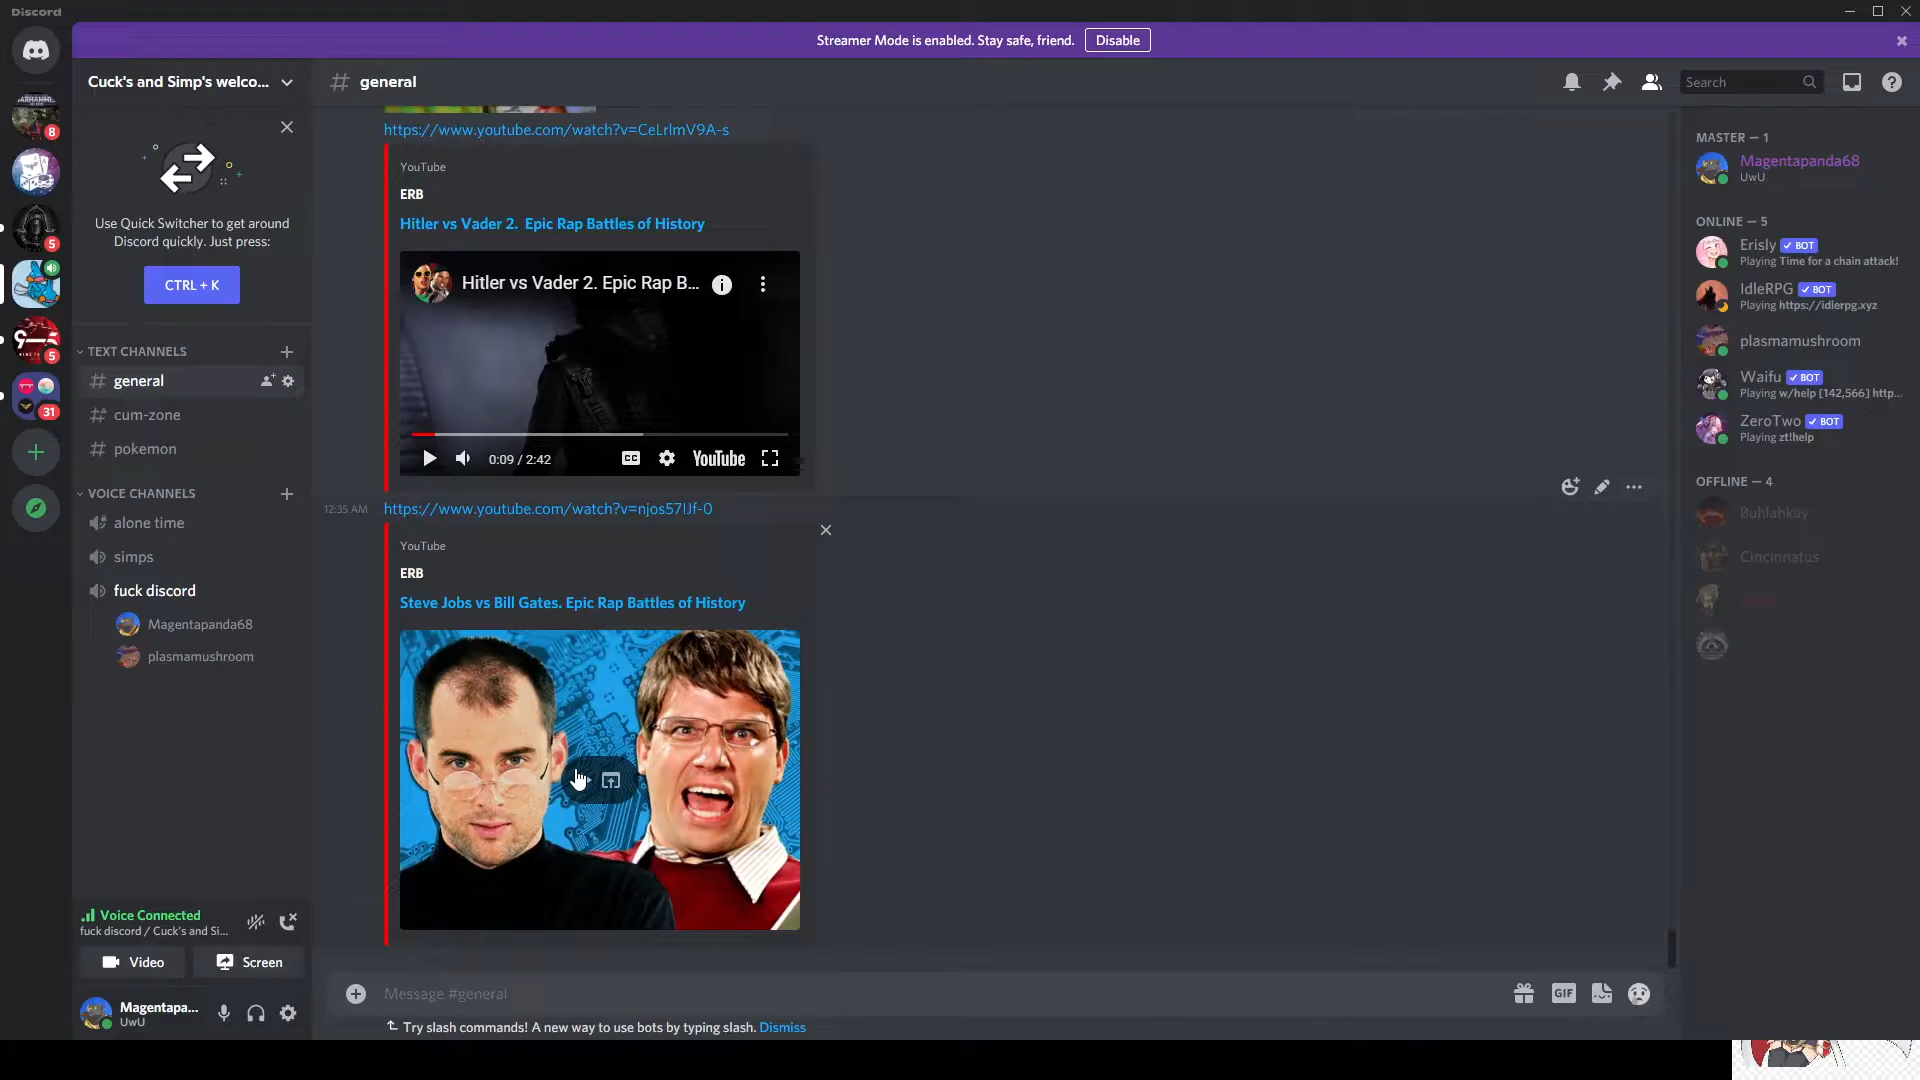 Discord
Streamer Mode is enabled. Stay safe, friend.
Disable
Cuck's and Simp's welco...
general
Search
8
5
5
31
Use Quick Switcher to get around
Discord quickly. Just press:
CTRL + K
TEXT CHANNELS
general
cum-zone
pokemon
VOICE CHANNELS
alone time
simps
fuck discord
Magentapanda68
plasmamushroom
Voice Connected
fuck discord / Cuck's and Si...
Video
Screen
Magentapa...
UwU
https://www.youtube.com/watch?v=CeLrlmV9A-s
YouTube
ERB
Hitler vs Vader 2. Epic Rap Battles of History
Hitler vs Vader 2. Epic Rap B...
0:09 / 2:42
CC
YouTube
12:35 AM
https://www.youtube.com/watch?v=njos57IJf-0
YouTube
ERB
Steve Jobs vs Bill Gates. Epic Rap Battles of History
Message #general
GIF
Try slash commands! A new way to use bots by typing slash. Dismiss
MASTER — 1
Magentapanda68
UwU
ONLINE — 5
Erisly ✓ BOT
Playing Time for a chain attack!
IdleRPG ✓ BOT
Playing https://idlerpg.xyz
plasmamushroom
Waifu ✓ BOT
Playing w/help [142,566] http...
ZeroTwo ✓ BOT
Playing zt!help
OFFLINE — 4
Buhlahkay
Cincinnatus